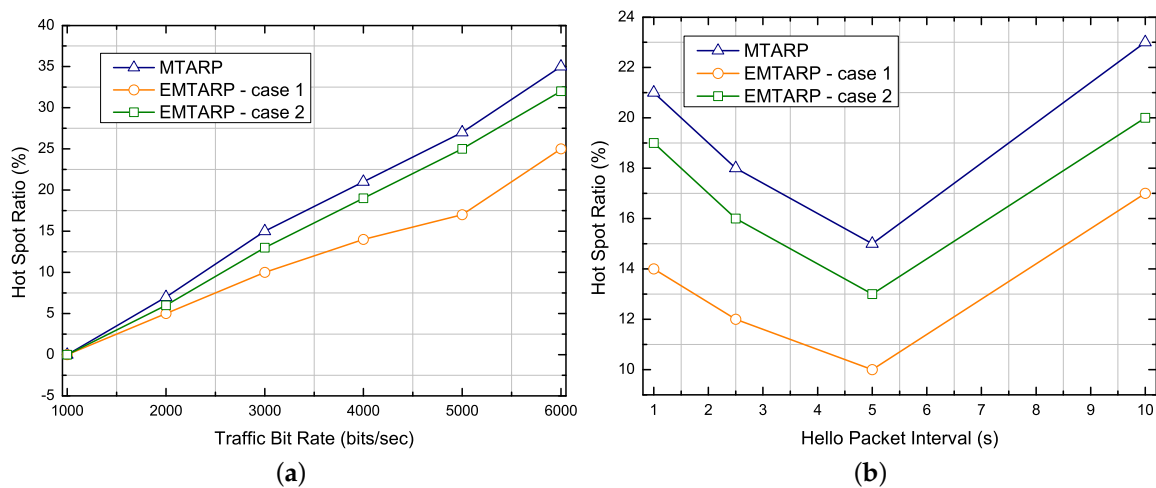 40
35
30
25
20
15
10
5
0
-5
Hot Spot Ratio (%)
MTARP
EMTARP - case 1
EMTARP - case 2
1000 2000 3000 4000 5000 6000
Traffic Bit Rate (bits/sec)
(a)
24
22
20
18
16
14
12
10
Hot Spot Ratio (%)
MTARP
EMTARP - case 1
EMTARP - case 2
1 2 3 4 5 6 7 8 9 10
Hello Packet Interval (s)
(b)